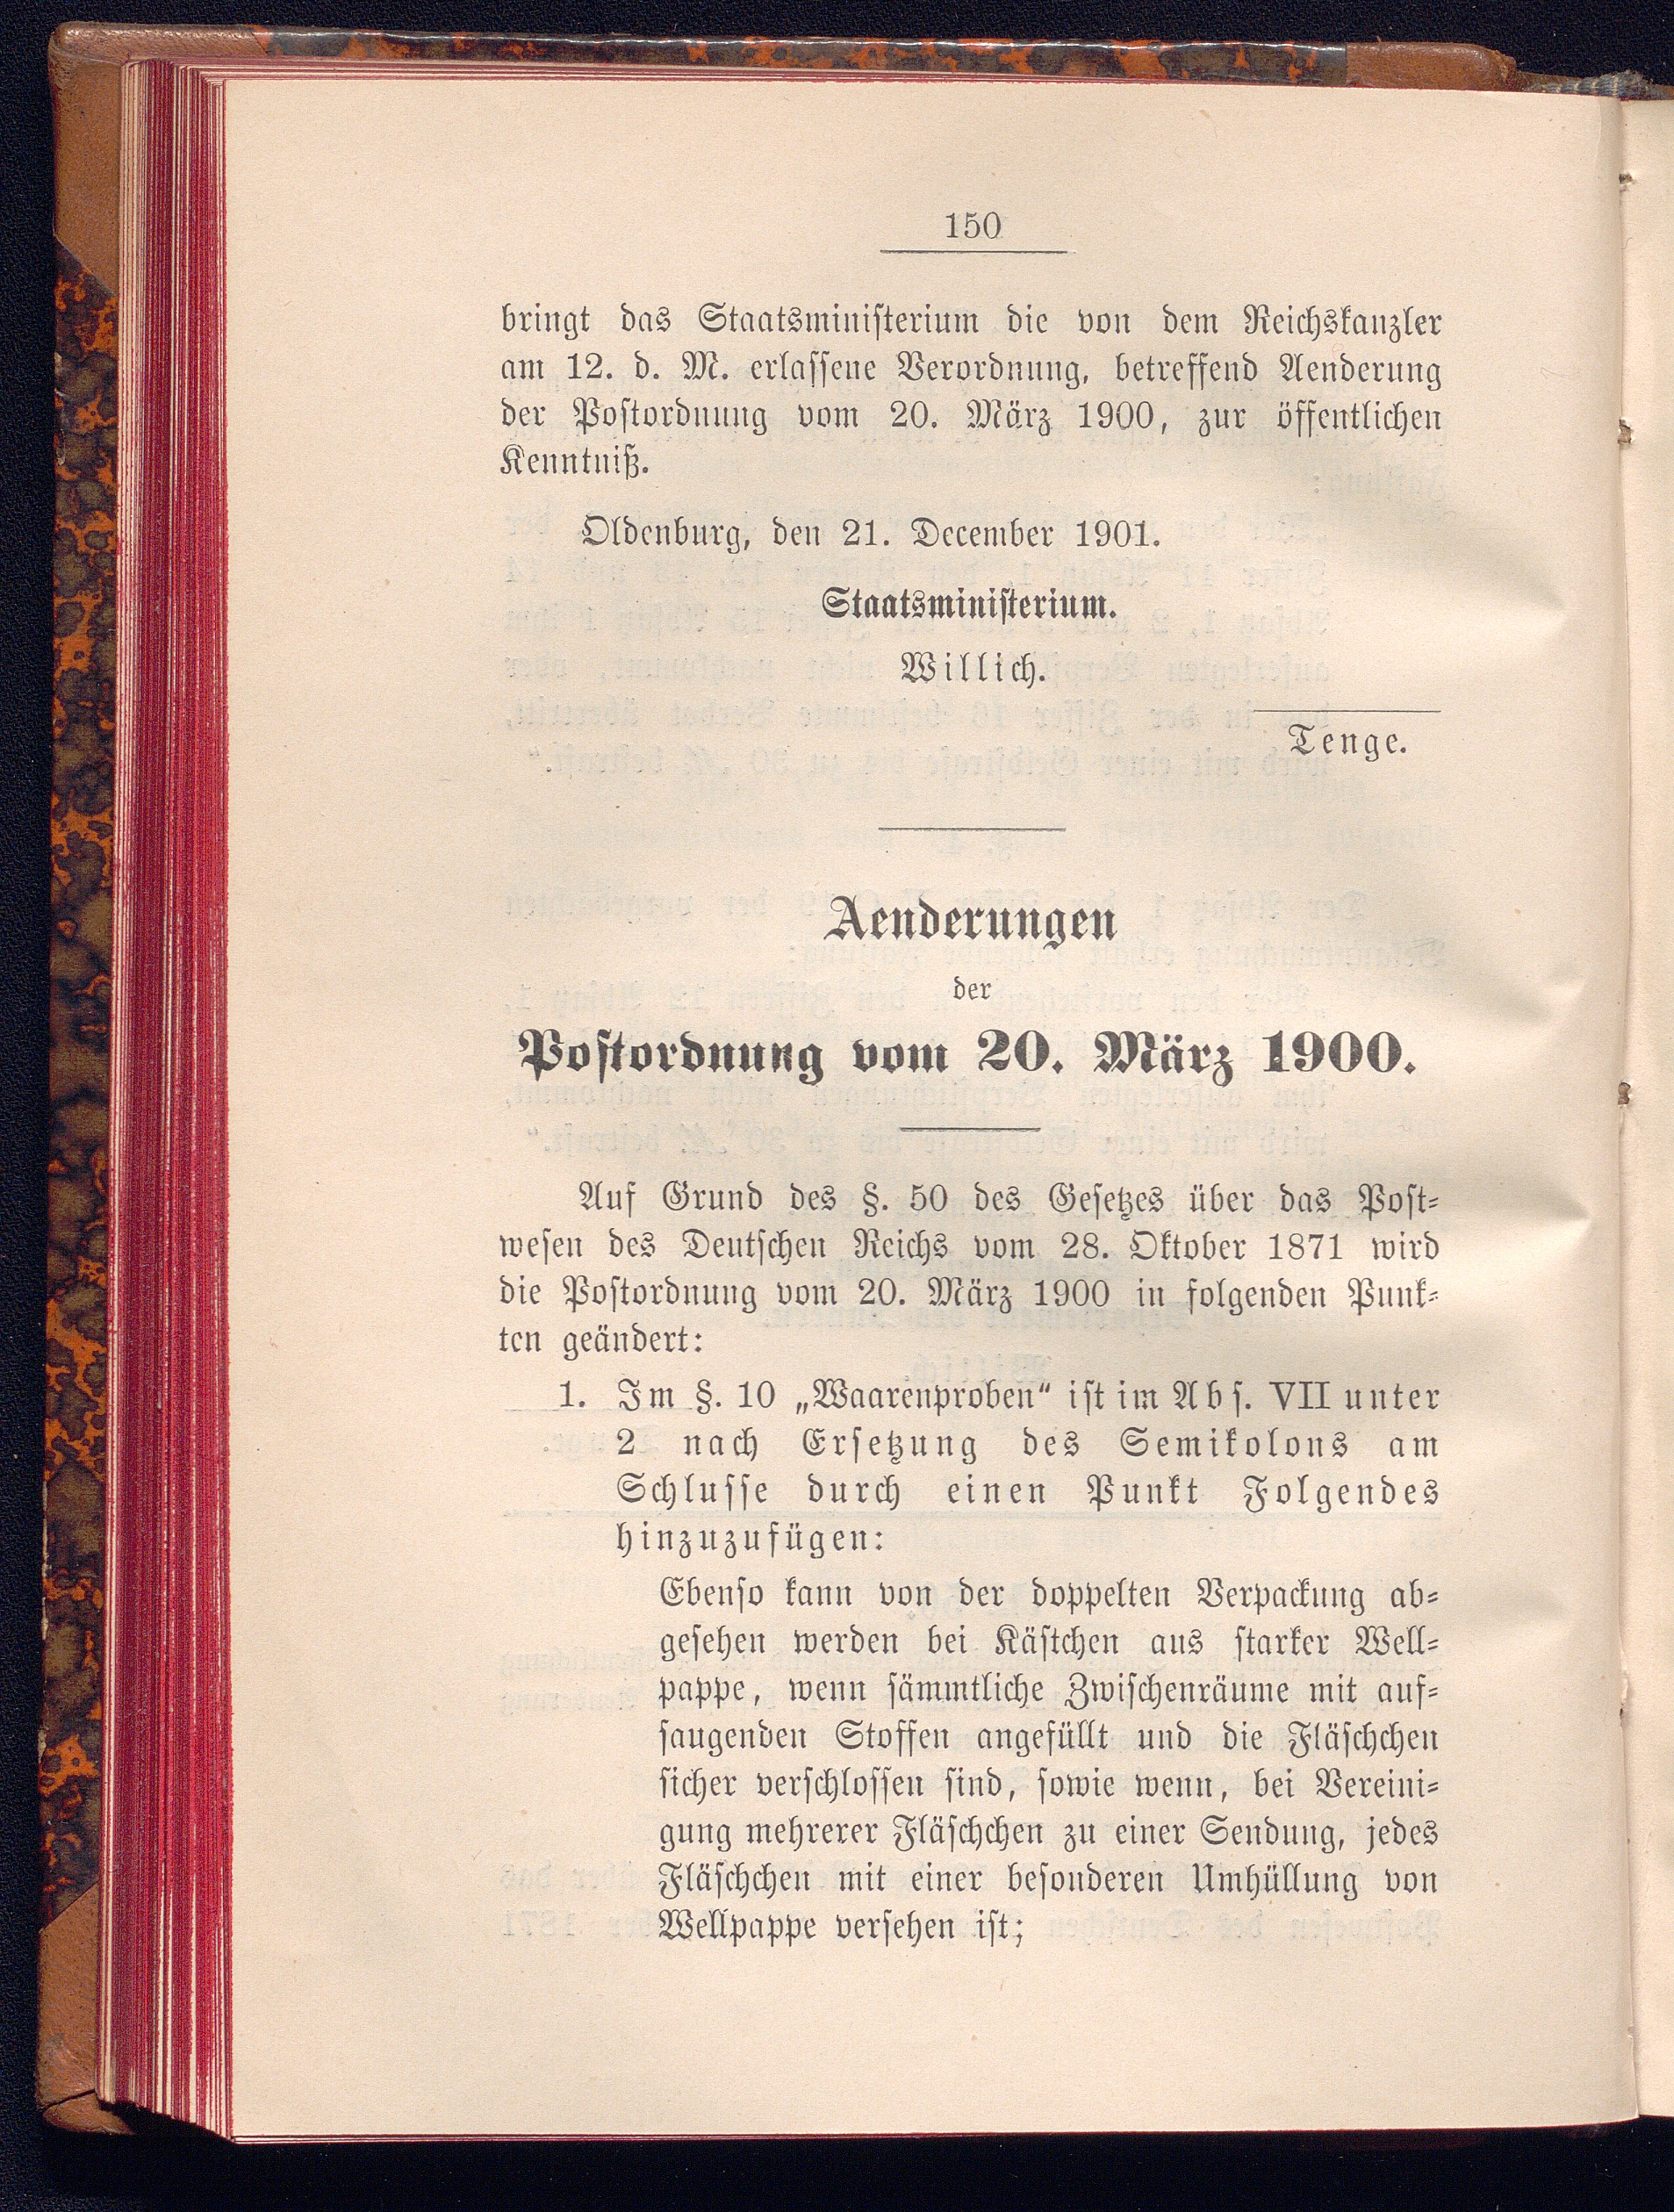 150
bringt das Staatsministerium die von dem Reichskanzler
am 12. d. M. erlassene Verordnung, betreffend Aenderung
der Postordnung vom 20. März 1900, zur öffentlichen
Kenntniß.
Oldenburg, den 21. December 1901.
Staatsministerium.
Willich.
Tenge.
Aenderungen
der
Postordnung vom 20. März 1900.
Auf Grund des §. 50 des Gesetzes über das Post-
wesen des Deutschen Reichs vom 28. Oktober 1871 wird
die Postordnung vom 20. März 1900 in folgenden Punk-
ten geändert:
1. Im §. 10 „Waarenproben“ ist im Abs. VII unter
2 nach Ersetzung des Semikolons am
Schlusse durch einen Punkt Folgendes
hinzuzufügen:
Ebenso kann von der doppelten Verpackung ab-
gesehen werden bei Kästchen aus starker Well-
pappe, wenn sämmtliche Zwischenräume mit auf-
saugenden Stoffen angefüllt und die Fläschchen
sicher verschlossen sind, sowie wenn, bei Vereini-
gung mehrerer Fläschchen zu einer Sendung, jedes
Fläschchen mit einer besonderen Umhüllung von
Wellpappe versehen ist;